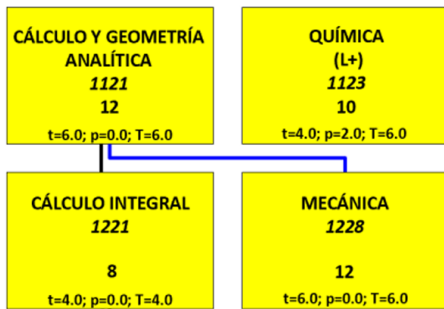 CÁLCULO Y GEOMETRÍA
ANALÍTICA
1121
12
t=6.0; p=0.0; T=6.0
QUÍMICA
(L+)
1123
10
t=4.0; p=2.0; T=6.0
CÁLCULO INTEGRAL
1221
8
t=4.0; p=0.0; T=4.0
MECÁNICA
1228
12
t=6.0; p=0.0; T=6.0